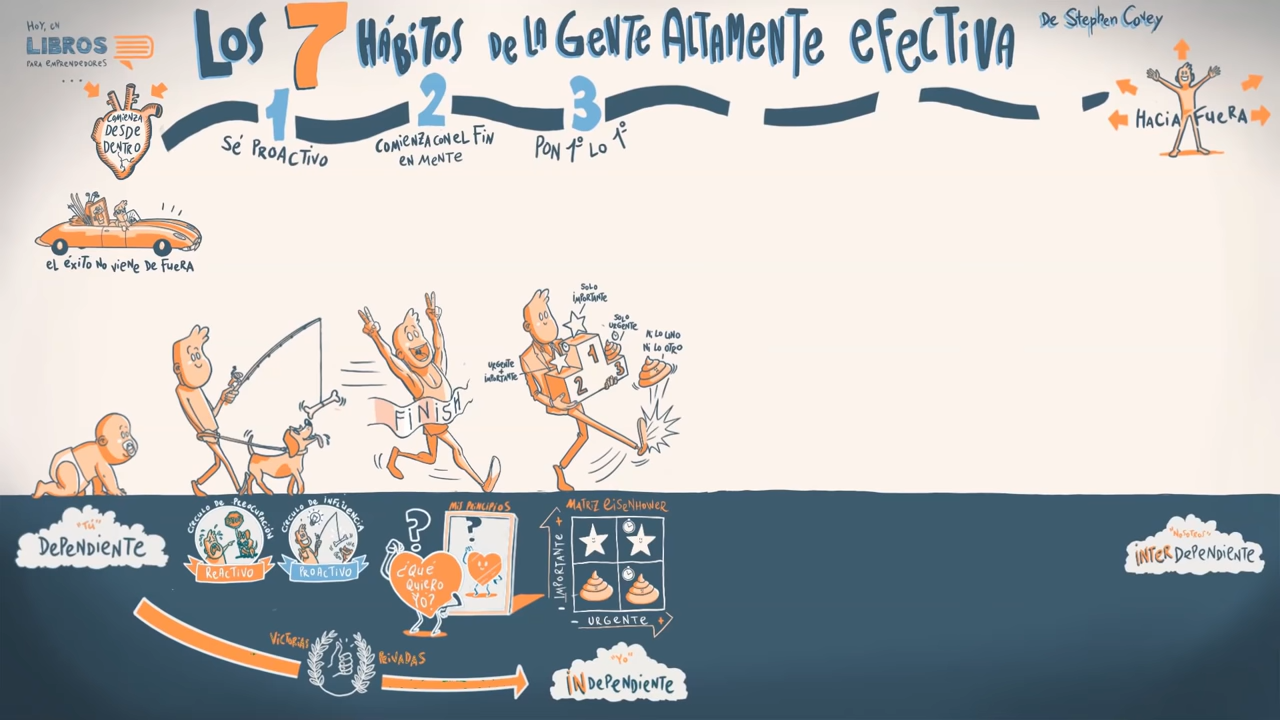 HOY, EN
LIBROS
PARA EMPRENDEDORES
...
LOS 7 HÁBITOS DE LA GENTE ALTAMENTE EFECTIVA
De Stephen Covey
COMIENZA
DESDE
DENTRO
1
SÉ PROACTIVO
2
COMIENZA CON EL FIN
EN MENTE
3
PON 1º LO 1º
HACIA FUERA
EL ÉXITO NO VIENE DE FUERA
FINISH
SOLO
IMPORTANTE
SOLO
URGENTE
NI LO UNO
NI LO OTRO
URGENTE
+
IMPORTANTE
1
2
3
"TÚ"
DEPENDIENTE
CÍRCULO DE PREOCUPACIÓN
REACTIVO
CÍRCULO DE INFLUENCIA
PROACTIVO
?
¿QUÉ
QUIERO
YO?
MIS PRINCIPIOS
?
MATRIZ EISENHOWER
- IMPORTANTE +
- URGENTE +
VICTORIAS
PRIVADAS
"YO"
INDEPENDIENTE
"NOSOTROS"
INTERDEPENDIENTE